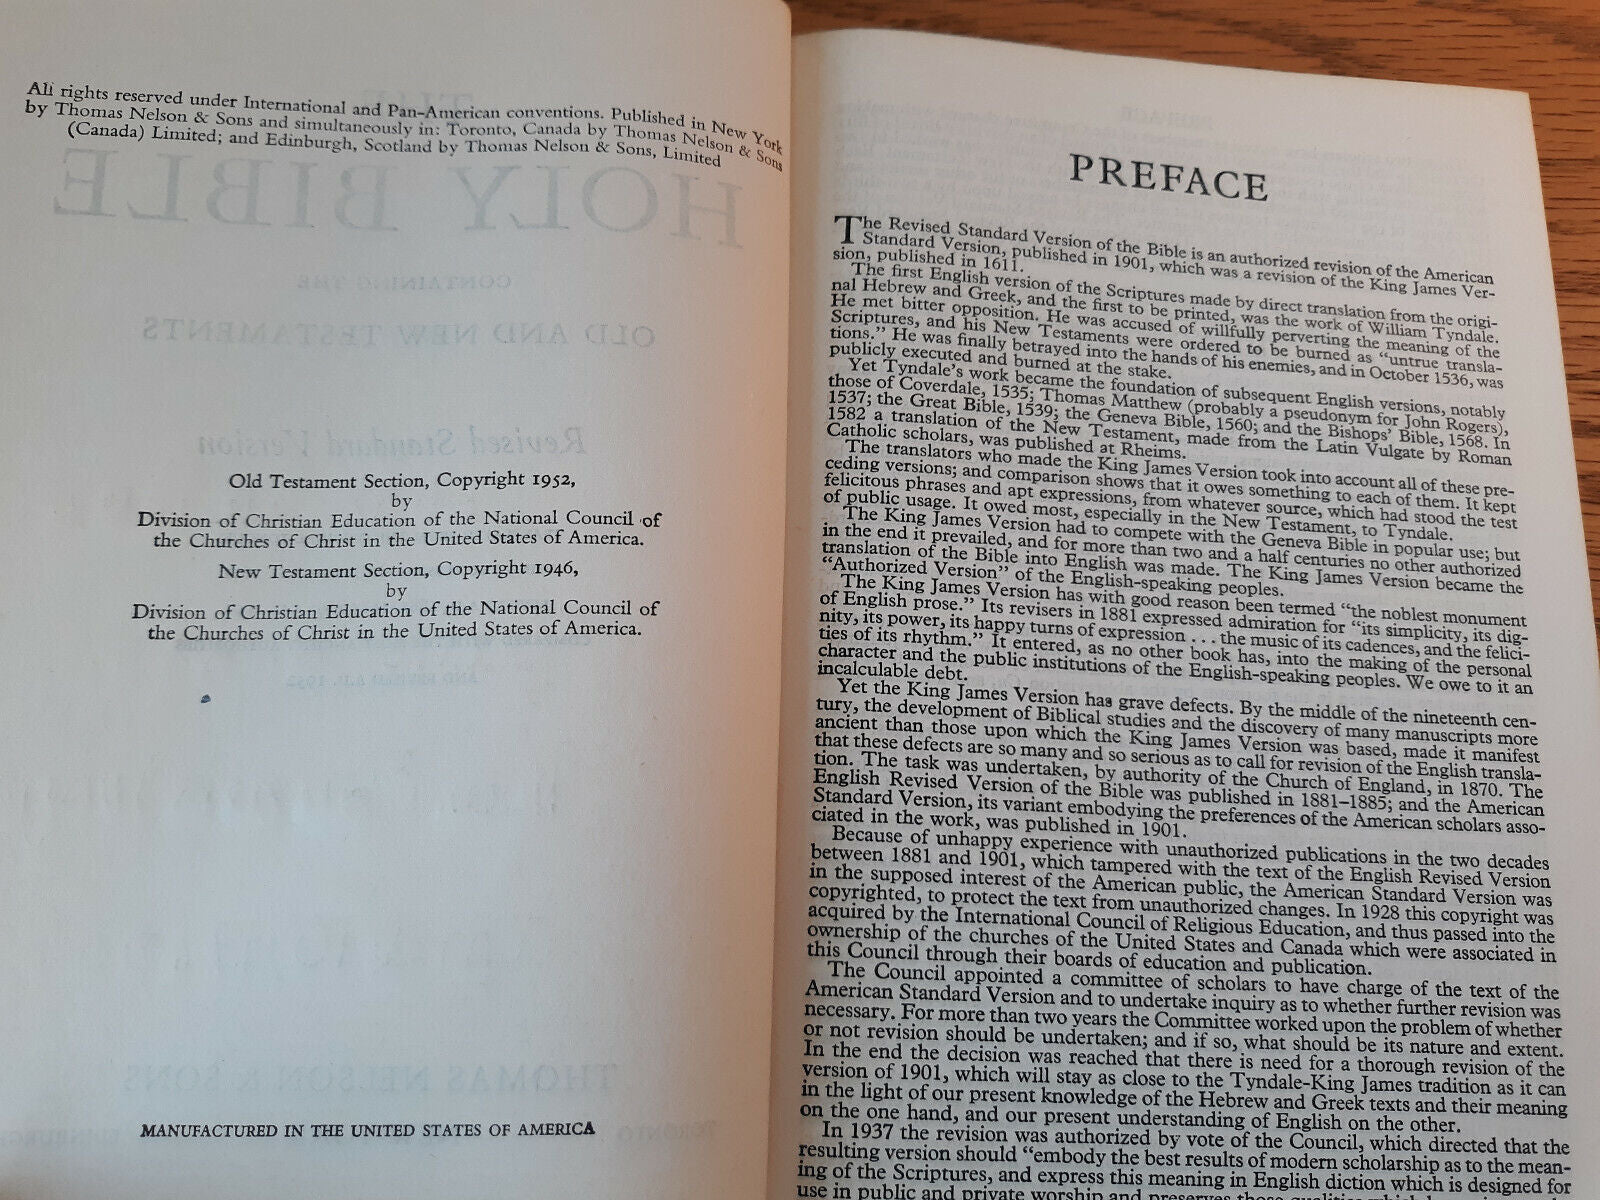 All rights reserved under International and Pan-American conventions. Published in New York
by Thomas Nelson & Sons and simultaneously in: Toronto, Canada by Thomas Nelson & Sons
(Canada) Limited; and Edinburgh, Scotland by Thomas Nelson & Sons, Limited
HOLY BIBLE
CONTAINING THE
OLD AND NEW TESTAMENTS
Revised Standard Version
Old Testament Section, Copyright 1952,
by
Division of Christian Education of the National Council of
the Churches of Christ in the United States of America.
New Testament Section, Copyright 1946,
by
Division of Christian Education of the National Council of
the Churches of Christ in the United States of America.
THOMAS NELSON & SONS
MANUFACTURED IN THE UNITED STATES OF AMERICA
PREFACE
The Revised Standard Version of the Bible is an authorized revision of the American
Standard Version, published in 1901, which was a revision of the King James Ver-
sion, published in 1611.
The first English version of the Scriptures made by direct translation from the origi-
nal Hebrew and Greek, and the first to be printed, was the work of William Tyndale.
He met bitter opposition. He was accused of willfully perverting the meaning of the
Scriptures, and his New Testaments were ordered to be burned as “untrue transla-
tions.” He was finally betrayed into the hands of his enemies, and in October 1536, was
publicly executed and burned at the stake.
Yet Tyndale's work became the foundation of subsequent English versions, notably
those of Coverdale, 1535; Thomas Matthew (probably a pseudonym for John Rogers),
1537; the Great Bible, 1539; the Geneva Bible, 1560; and the Bishops' Bible, 1568. In
1582 a translation of the New Testament, made from the Latin Vulgate by Roman
Catholic scholars, was published at Rheims.
The translators who made the King James Version took into account all of these pre-
ceding versions; and comparison shows that it owes something to each of them. It kept
felicitous phrases and apt expressions, from whatever source, which had stood the test
of public usage. It owed most, especially in the New Testament, to Tyndale.
The King James Version had to compete with the Geneva Bible in popular use; but
in the end it prevailed, and for more than two and a half centuries no other authorized
translation of the Bible into English was made. The King James Version became the
“Authorized Version” of the English-speaking peoples.
The King James Version has with good reason been termed “the noblest monument
of English prose.” Its revisers in 1881 expressed admiration for “its simplicity, its dig-
nity, its power, its happy turns of expression . . . the music of its cadences, and the felici-
ties of its rhythm.” It entered, as no other book has, into the making of the personal
character and the public institutions of the English-speaking peoples. We owe to it an
incalculable debt.
Yet the King James Version has grave defects. By the middle of the nineteenth cen-
tury, the development of Biblical studies and the discovery of many manuscripts more
ancient than those upon which the King James Version was based, made it manifest
that these defects are so many and so serious as to call for revision of the English transla-
tion. The task was undertaken, by authority of the Church of England, in 1870. The
English Revised Version of the Bible was published in 1881–1885; and the American
Standard Version, its variant embodying the preferences of the American scholars asso-
ciated in the work, was published in 1901.
Because of unhappy experience with unauthorized publications in the two decades
between 1881 and 1901, which tampered with the text of the English Revised Version
in the supposed interest of the American public, the American Standard Version was
copyrighted, to protect the text from unauthorized changes. In 1928 this copyright was
acquired by the International Council of Religious Education, and thus passed into the
ownership of the churches of the United States and Canada which were associated in
this Council through their boards of education and publication.
The Council appointed a committee of scholars to have charge of the text of the
American Standard Version and to undertake inquiry as to whether further revision was
necessary. For more than two years the Committee worked upon the problem of whether
or not revision should be undertaken; and if so, what should be its nature and extent.
In the end the decision was reached that there is need for a thorough revision of the
version of 1901, which will stay as close to the Tyndale-King James tradition as it can
in the light of our present knowledge of the Hebrew and Greek texts and their meaning
on the one hand, and our present understanding of English on the other.
In 1937 the revision was authorized by vote of the Council, which directed that the
resulting version should “embody the best results of modern scholarship as to the mean-
ing of the Scriptures, and express this meaning in English diction which is designed for
use in public and private worship and preserves those qualities which